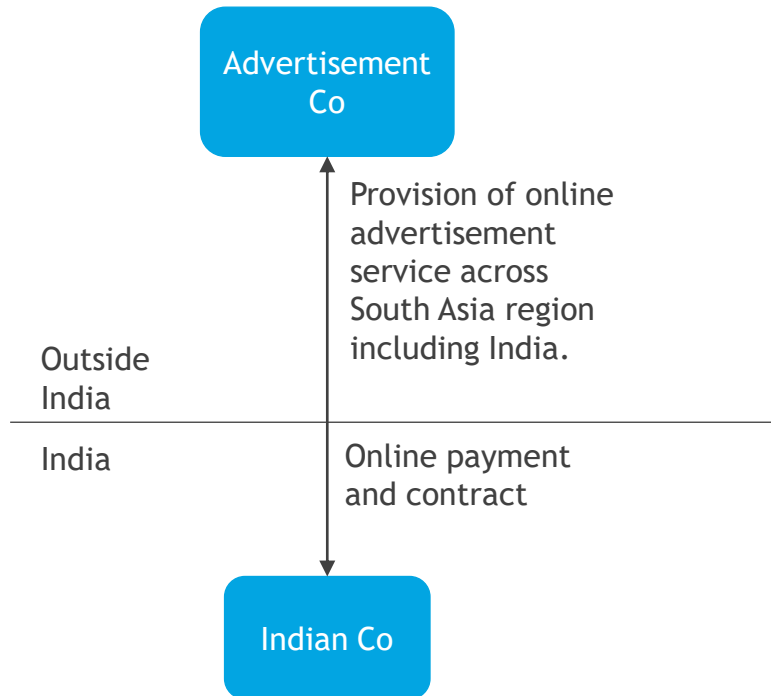 Advertisement
Co
Provision of online
advertisement
service across
South Asia region
including India.
Outside
India
India
Online payment
and contract
Indian Co